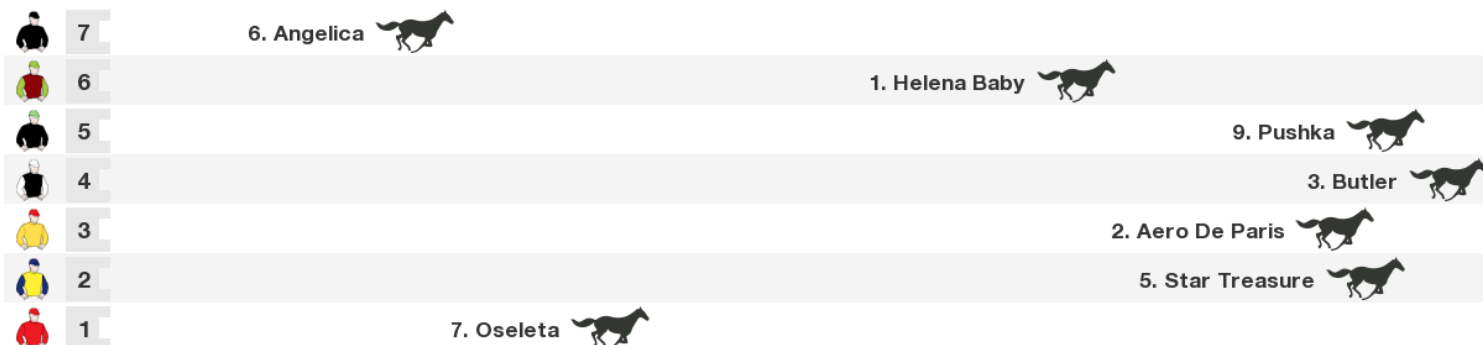 7 6. Angelica
6 1. Helena Baby
5 9. Pushka
4 3. Butler
3 2. Aero De Paris
2 5. Star Treasure
1 7. Oseleta